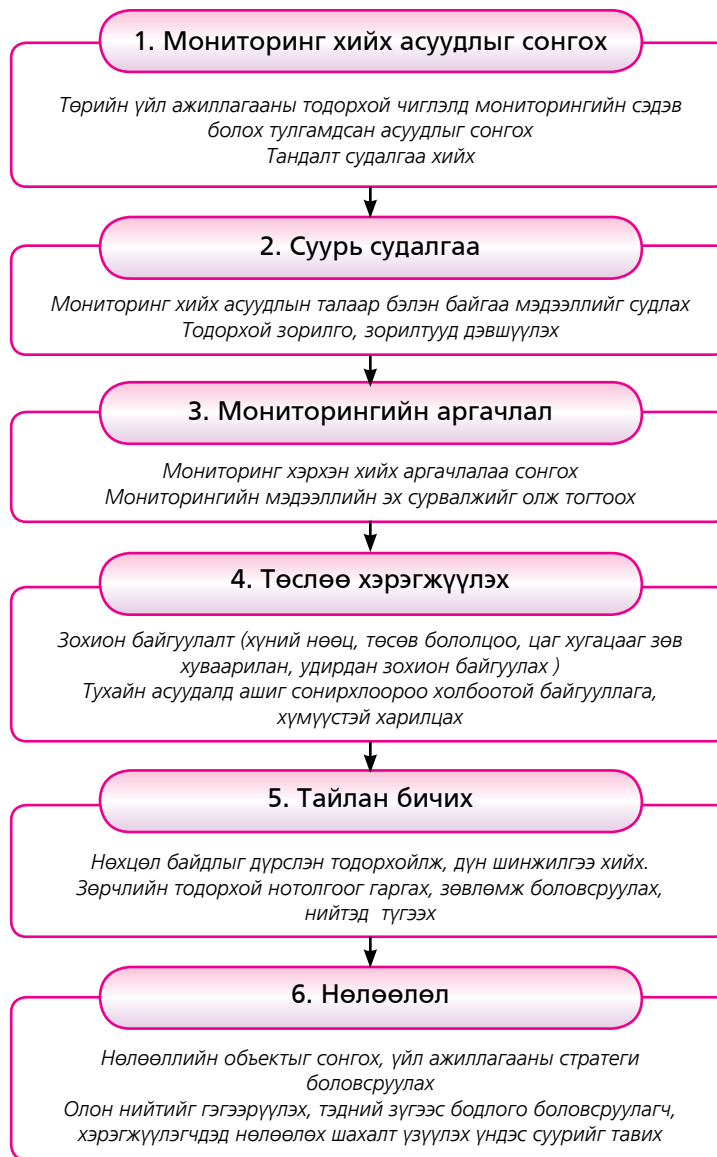 1. Мониторинг хийх асуудлыг сонгох
Төрийн үйл ажиллагааны тодорхой чиглэлд мониторингийн сэдэв
болох тулгамдсан асуудлыг сонгох
Тандалт судалгаа хийх
2. Суурь судалгаа
Мониторинг хийх асуудлын талаар бэлэн байгаа мэдээллийг судлах
Тодорхой зорилго, зорилтууд дэвшүүлэх
3. Мониторингийн аргачлал
Мониторинг хэрхэн хийх аргачлалаа сонгох
Мониторингийн мэдээллийн эх сурвалжийг олж тогтоох
4. Төслөө хэрэгжүүлэх
Зохион байгуулалт (хүний нөөц, төсөв бололцоо, цаг хугацааг зөв
хуваарилан, удирдан зохион байгуулах )
Тухайн асуудалд ашиг сонирхлоороо холбоотой байгууллага,
хүмүүстэй харилцах
5. Тайлан бичих
Нөхцөл байдлыг дүрслэн тодорхойлж, дүн шинжилгээ хийх.
Зөрчлийн тодорхой нотолгоог гаргах, зөвлөмж боловсруулах,
нийтэд түгээх
6. Нөлөөлөл
Нөлөөллийн объектыг сонгох, үйл ажиллагааны стратеги
боловсруулах
Олон нийтийг гэгээрүүлэх, тэдний зүгээс бодлого боловсруулагч,
хэрэгжүүлэгчдэд нөлөөлөх шахалт үзүүлэх үндэс суурийг тавих